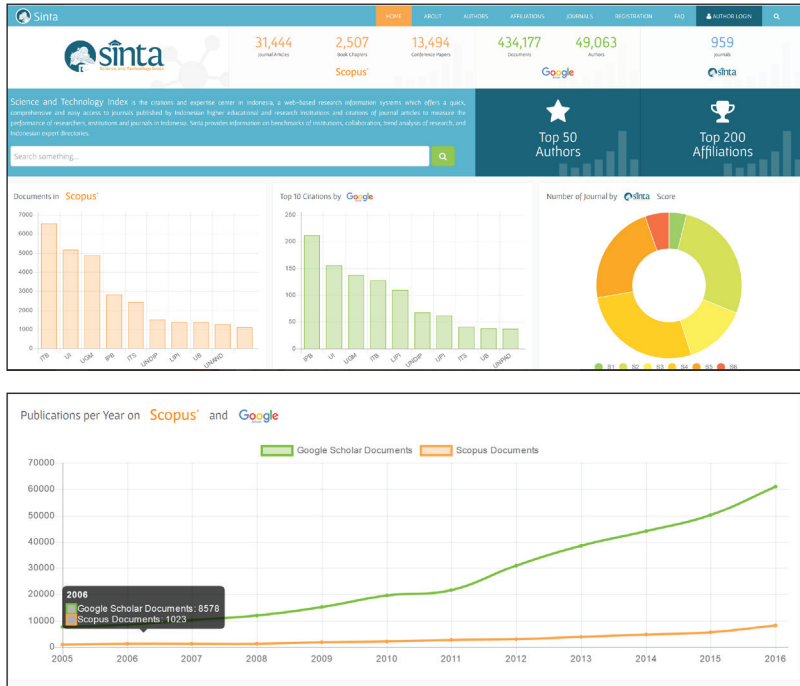 Sinta
HOME ABOUT AUTHORS AFFILIATIONS JOURNALS REGISTRATION FAQ AUTHOR LOGIN
sinta
Science and Technology Index
31,444 2,507 13,494 434,177 49,063 959
Journal Articles Book Chapters Conference Papers Documents Authors Journals
Scopus Google sinta
Science and Technology Index is the citations and expertise center in Indonesia, a web-based research information systems which offers a quick,
comprehensive and easy access to journals published by Indonesian higher educational and research institutions and citations of journal articles to measure the
performance of researchers, institutions and journals in Indonesia. Sinta provides information on benchmarks of institutions, collaboration, trend analysis of research, and
Indonesian expert directories.
Search something...
Top 50
Authors
Top 200
Affiliations
Documents in Scopus
7000
6000
5000
4000
3000
2000
1000
0
ITB UI UGM IPB ITS UNDIP LIPI UB UNAND
Top 10 Citations by Google
250
200
150
100
50
0
IPB UI UGM ITB LIPI UNDIP UPI ITS UB UNPAD
Number of Journal by sinta Score
S1 S2 S3 S4 S5 S6
Publications per Year on Scopus and Google
Google Scholar Documents Scopus Documents
70000
60000
50000
40000
30000
20000
10000
0
2006
Google Scholar Documents: 8578
Scopus Documents: 1023
2005 2006 2007 2008 2009 2010 2011 2012 2013 2014 2015 2016